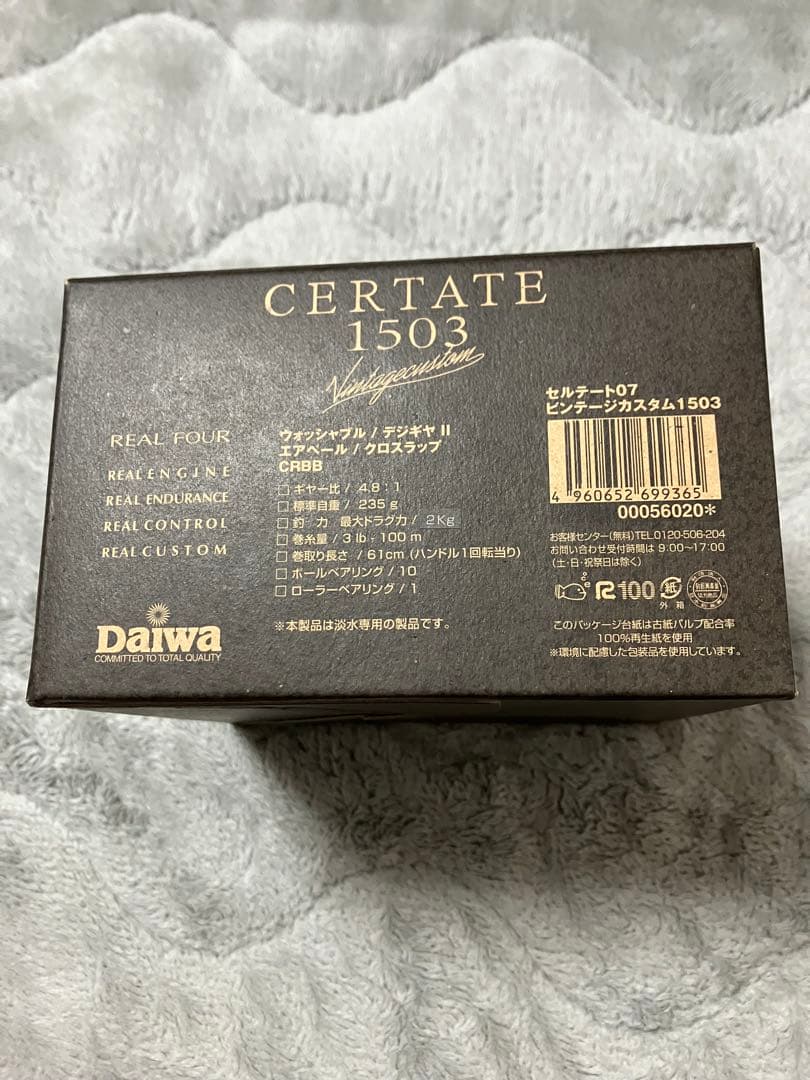 CERTATE
1503
Vintagecustom
REAL FOUR
REAL ENGINE
REAL ENDURANCE
REAL CONTROL
REAL CUSTOM
Daiwa
COMMITTED TO TOTAL QUALITY
ウォッシャブル / デジギヤ II
エアベール / クロスラップ
CRBB
□ ギヤー比 / 4.8:1
□ 標準自重 / 235g
□ 釣 力 最大ドラグ力 / 2Kg
□ 巻糸量 / 3 lb - 100 m
□ 巻取り長さ / 61cm (ハンドル1回転当り)
□ ボールベアリング / 10
□ ローラーベアリング / 1
※本製品は淡水専用の製品です。
セルテート07
ビンテージカスタム1503
4 960652 699365
00056020*
お客様センター(無料)TEL.0120-506-204
お問い合わせ受付時間は 9:00~17:00
(土・日・祝祭日は除く)
R100 紙
外箱
このパッケージ台紙は古紙パルプ配合率
100%再生紙を使用
※環境に配慮した包装品を使用しています。